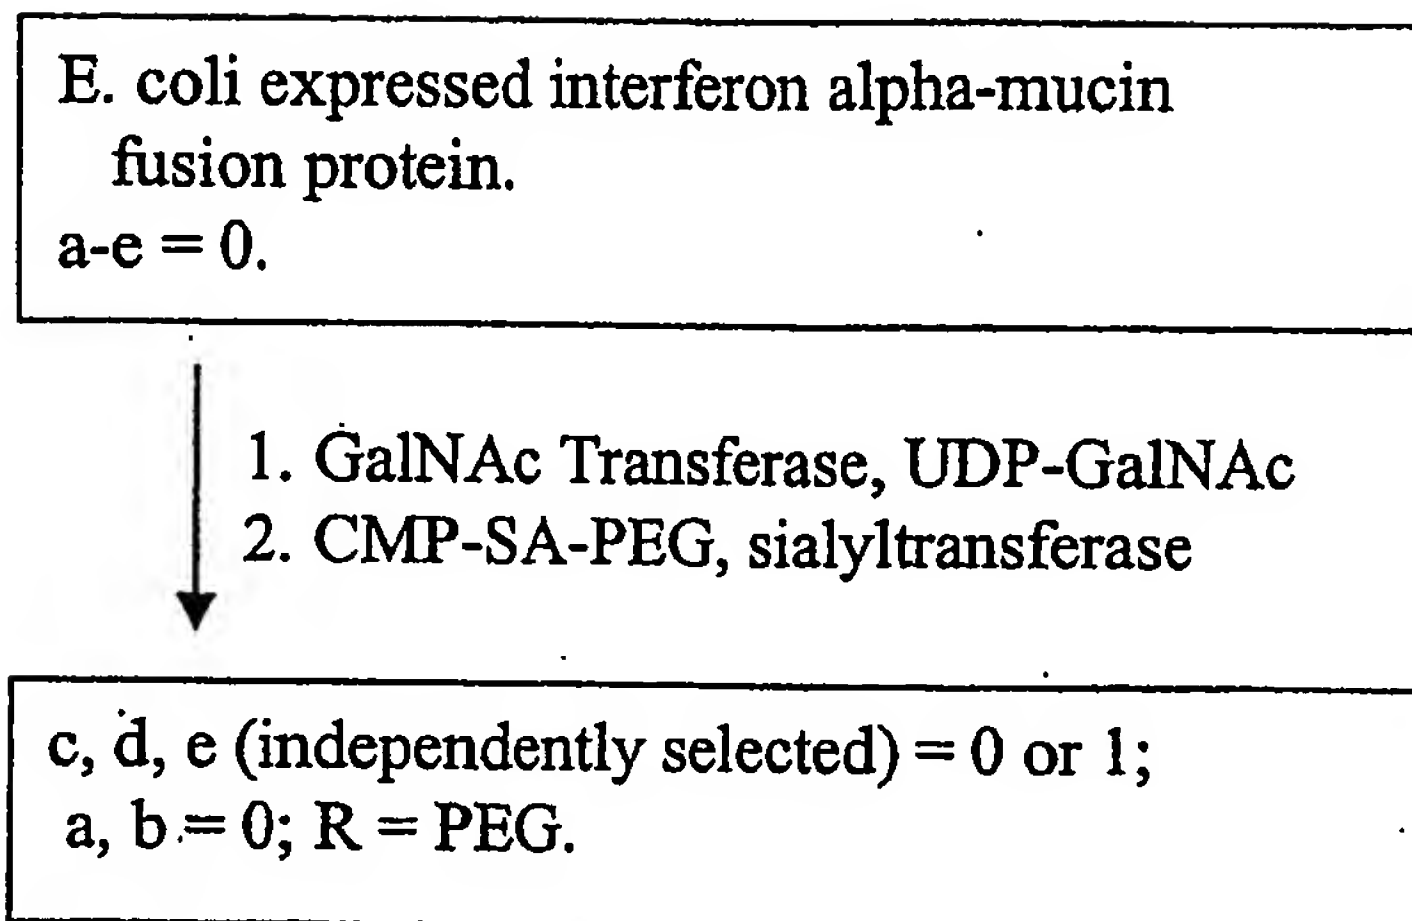 E. coli expressed interferon alpha-mucin
fusion protein.
a-e = 0.
1. GalNAc Transferase, UDP-GalNAc
2. CMP-SA-PEG, sialyltransferase
c, d, e (independently selected) = 0 or 1;
a, b = 0; R = PEG.